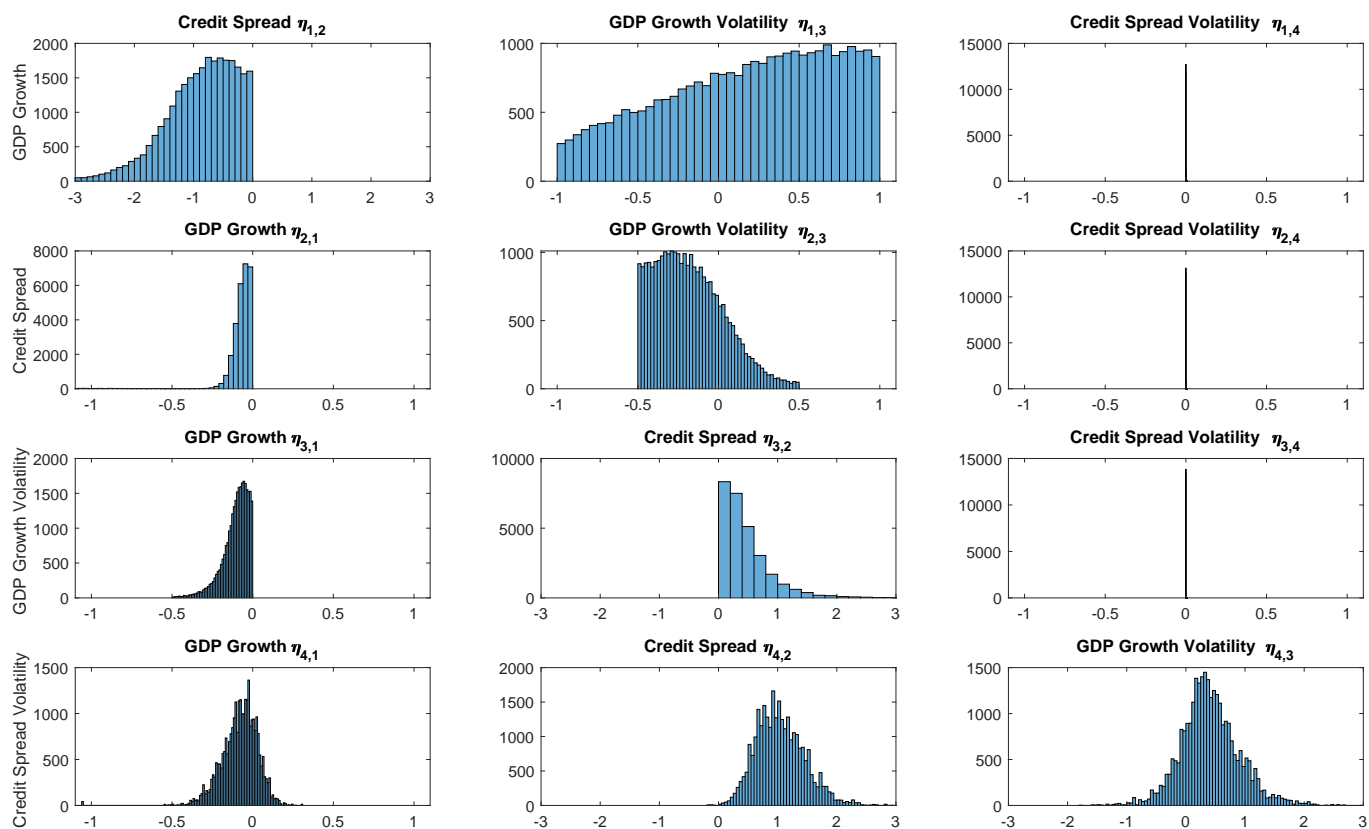 Credit Spread η1,2
GDP Growth Volatility η1,3
Credit Spread Volatility η1,4
GDP Growth
2000
1500
1000
500
0
-3 -2 -1 0 1 2 3
1000
500
0
-1 -0.5 0 0.5 1
15000
10000
5000
0
-1 -0.5 0 0.5 1
GDP Growth η2,1
GDP Growth Volatility η2,3
Credit Spread Volatility η2,4
Credit Spread
8000
6000
4000
2000
0
-1 -0.5 0 0.5 1
1000
500
0
-1 -0.5 0 0.5 1
15000
10000
5000
0
-1 -0.5 0 0.5 1
GDP Growth η3,1
Credit Spread η3,2
Credit Spread Volatility η3,4
GDP Growth Volatility
2000
1500
1000
500
0
-1 -0.5 0 0.5 1
10000
5000
0
-3 -2 -1 0 1 2 3
15000
10000
5000
0
-1 -0.5 0 0.5 1
GDP Growth η4,1
Credit Spread η4,2
GDP Growth Volatility η4,3
Credit Spread Volatility
1500
1000
500
0
-1 -0.5 0 0.5 1
2000
1500
1000
500
0
-3 -2 -1 0 1 2 3
1500
1000
500
0
-3 -2 -1 0 1 2 3